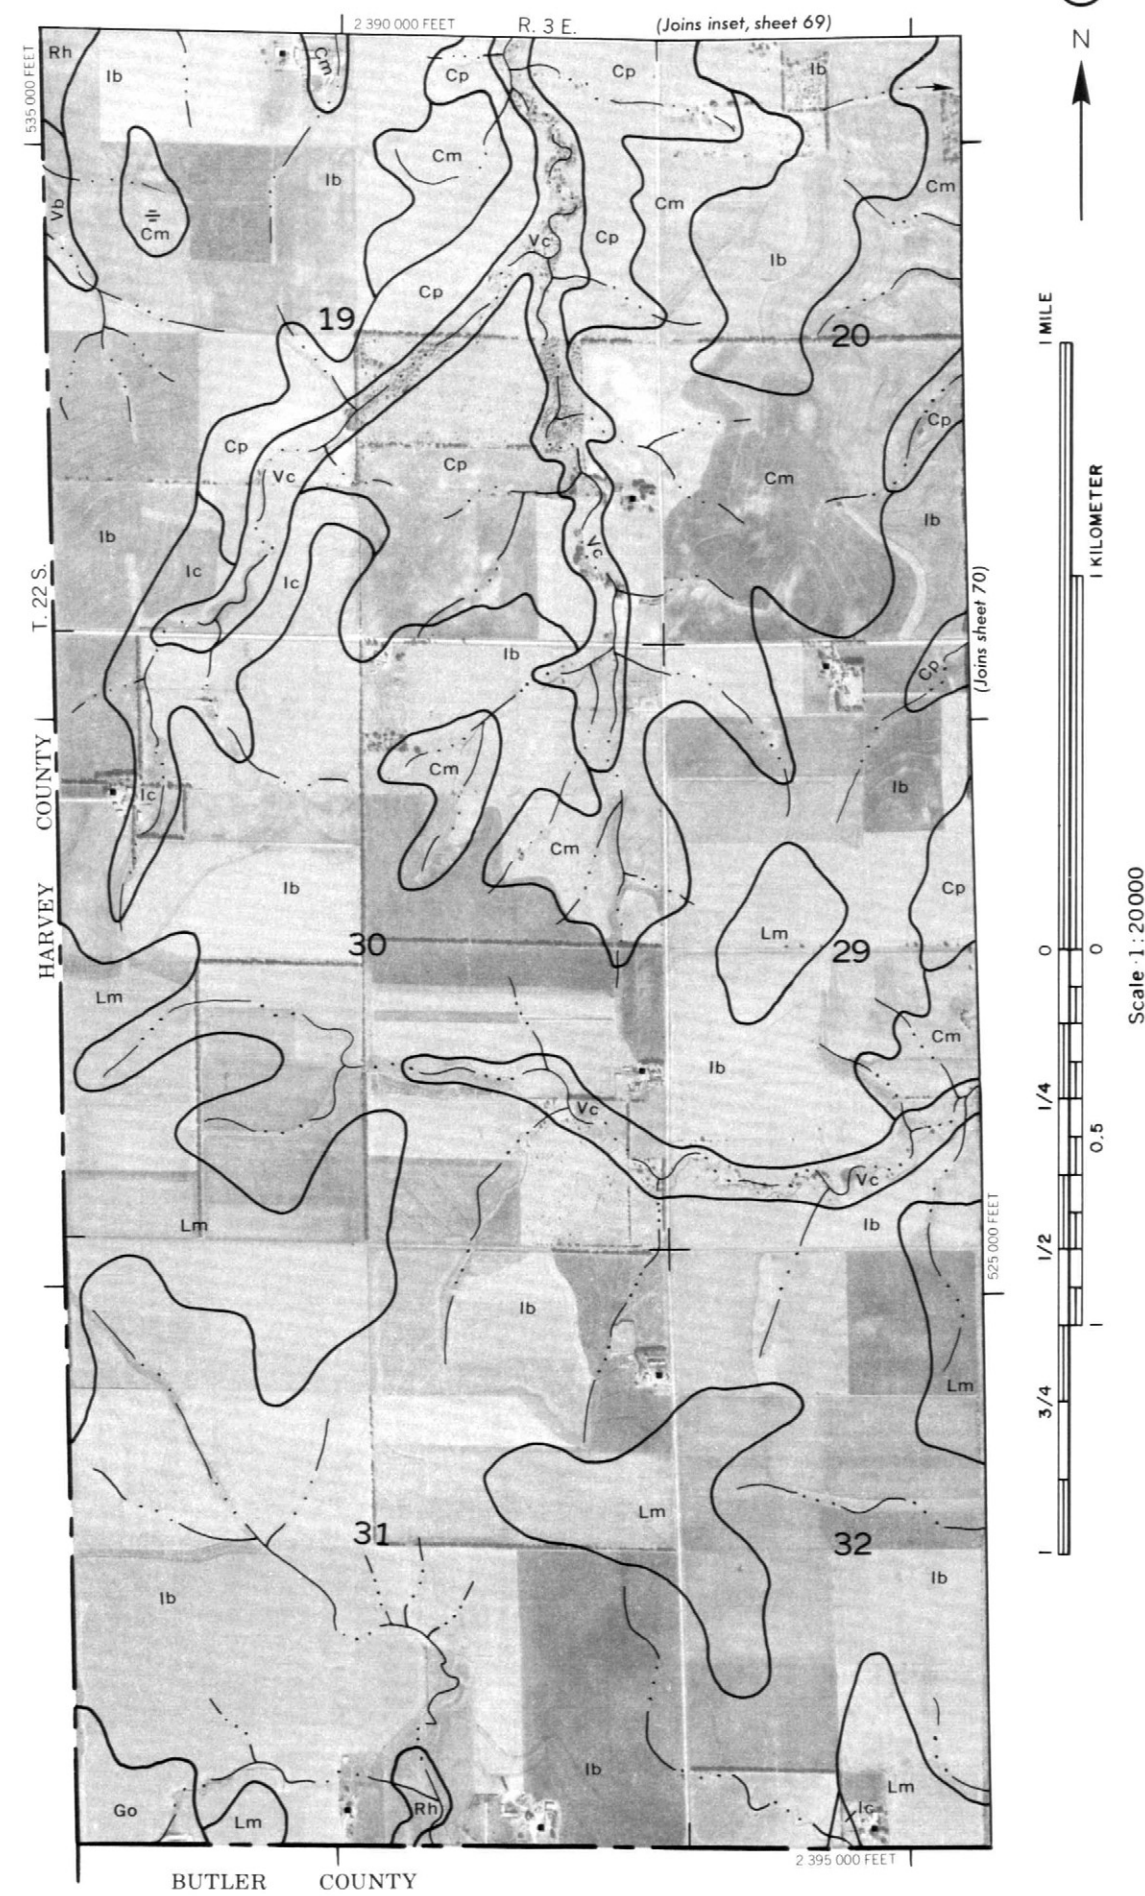 2 390 000 FEET
R. 3 E.
(Joins inset, sheet 69)
N
535 000 FEET
Rh
Ib
Cm
Cp
Cp
Ib
Cm
Ib
Cm
Cm
Vb
Cm
Vc
Cp
Ib
Cp
19
20
1 MILE
Cp
Cp
Vc
Cp
Cm
1 KILOMETER
Ib
Ic
Ic
Vc
Ib
T. 22 S.
Ib
Cp
(Joins sheet 70)
Cm
Ib
Ic
HARVEY COUNTY
Cm
Ib
Cp
Lm
30
29
0
0
Scale · 1:20000
Lm
Cm
Ib
Vc
1/4
0.5
Vc
Lm
Ib
525 000 FEET
1/2
Ib
1
Lm
3/4
Lm
31
32
1
Ib
Ib
Ib
Lm
Go
Lm
Rh
Ic
2 395 000 FEET
BUTLER COUNTY